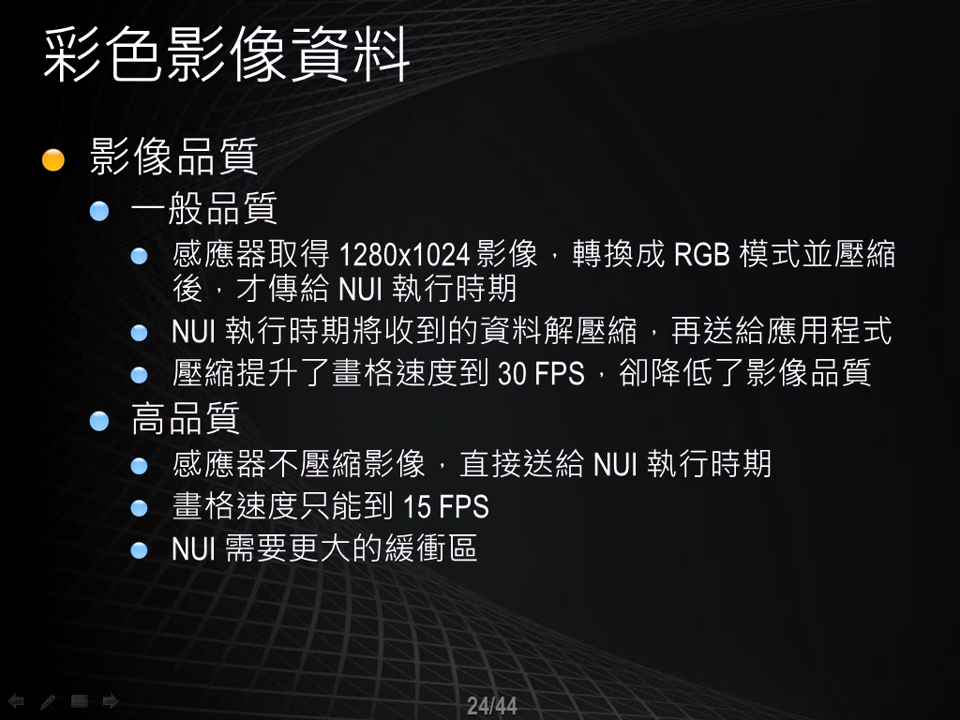 彩色影像資料
影像品質
一般品質
感應器取得 1280x1024 影像，轉換成 RGB 模式並壓縮
後，才傳給 NUI 執行時期
NUI 執行時期將收到的資料解壓縮，再送給應用程式
壓縮提升了畫格速度到 30 FPS，卻降低了影像品質
高品質
感應器不壓縮影像，直接送給 NUI 執行時期
畫格速度只能到 15 FPS
NUI 需要更大的緩衝區
24/44